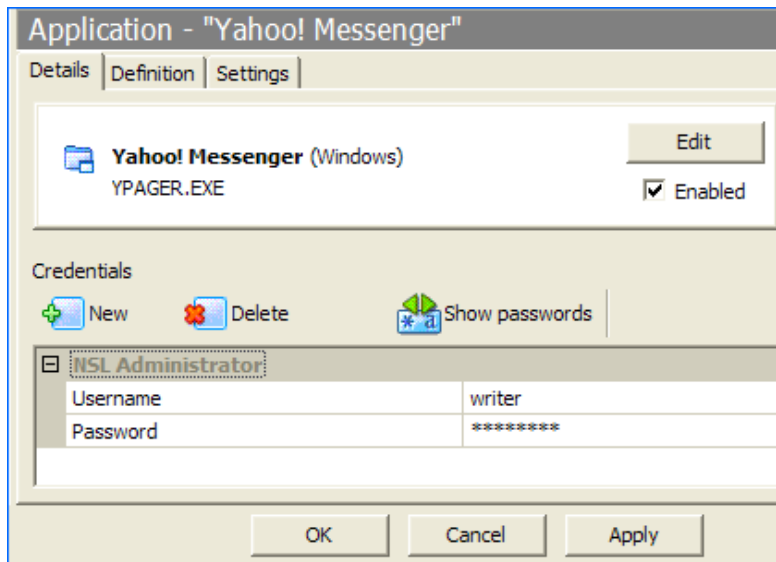 Application - "Yahoo! Messenger"
Details Definition Settings
Yahoo! Messenger (Windows) Edit
YPAGER.EXE Enabled
Credentials
New Delete * a Show passwords
NSL Administrator
Username writer
Password ********
OK Cancel Apply